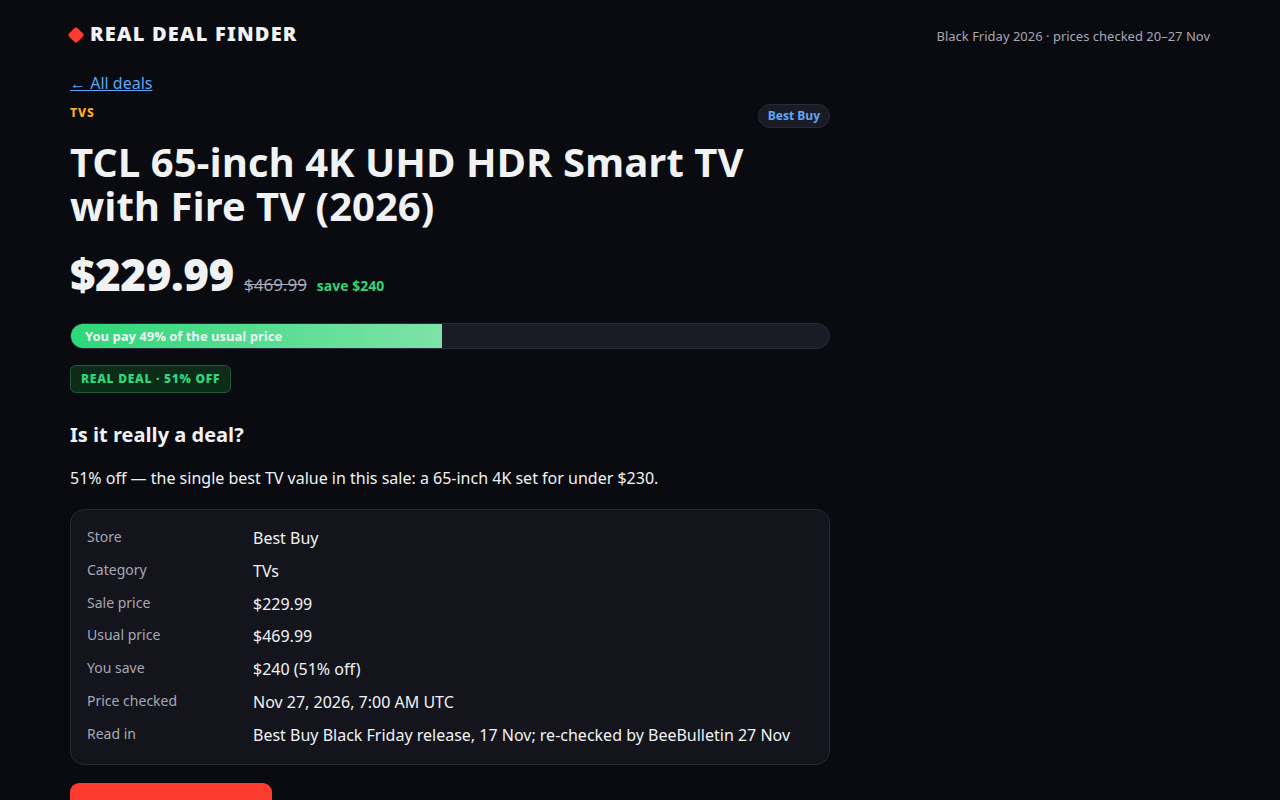 REAL DEAL FINDER
Black Friday 2026 · prices checked 20–27 Nov
← All deals
TVS
Best Buy
TCL 65-inch 4K UHD HDR Smart TV
with Fire TV (2026)
$229.99 $469.99 save $240
You pay 49% of the usual price
REAL DEAL · 51% OFF
Is it really a deal?
51% off — the single best TV value in this sale: a 65-inch 4K set for under $230.
Store Best Buy
Category TVs
Sale price $229.99
Usual price $469.99
You save $240 (51% off)
Price checked Nov 27, 2026, 7:00 AM UTC
Read in Best Buy Black Friday release, 17 Nov; re-checked by BeeBulletin 27 Nov